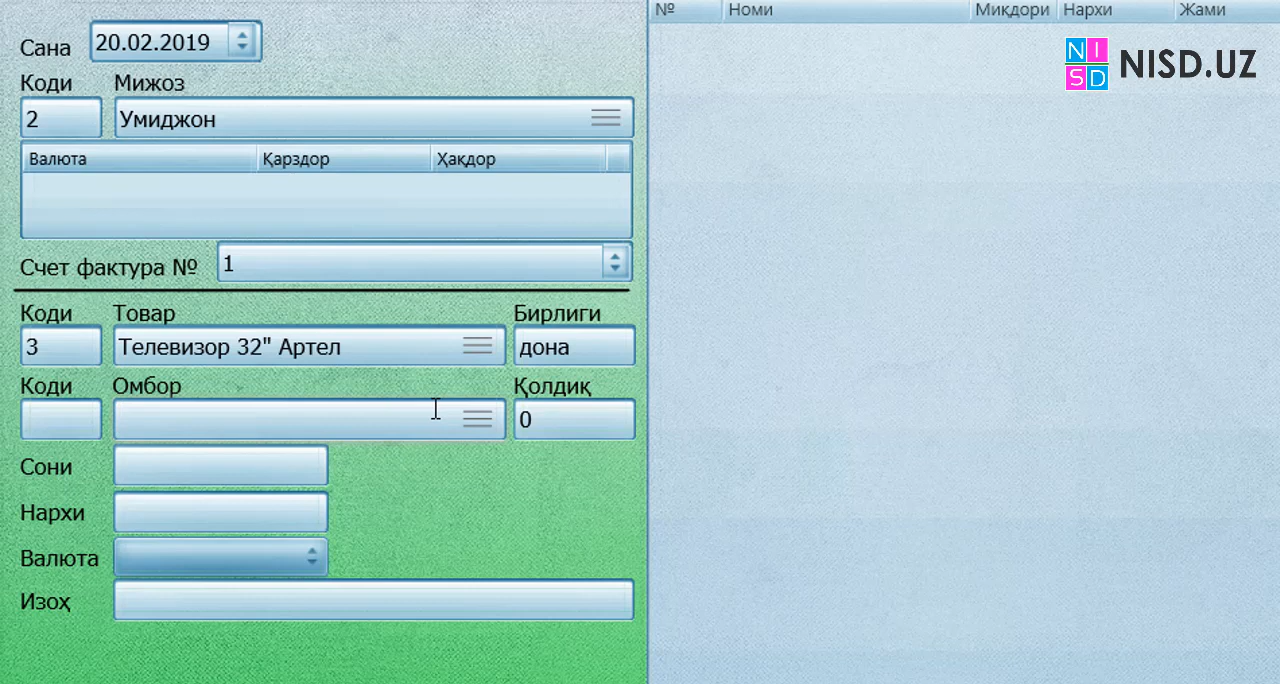 Сана 20.02.2019
Коди Мижоз
2 Умиджон
Валюта Қарздор Ҳақдор
Счет фактура № 1
Коди Товар Бирлиги
3 Телевизор 32" Артел дона
Коди Омбор Қолдиқ
0
Сони
Нархи
Валюта
Изоҳ
№ Номи Миқдори Нархи Жами
NISD NISD.UZ